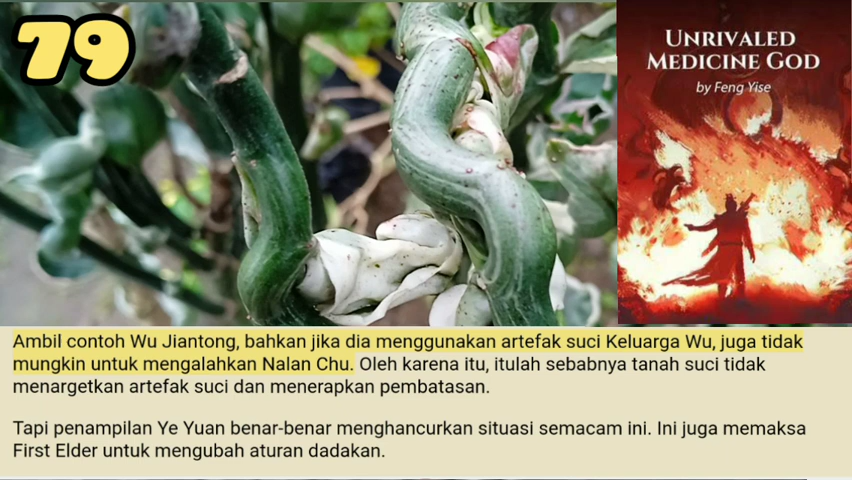 79
UNRIVALED
MEDICINE GOD
by Feng Yise
Ambil contoh Wu Jiantong, bahkan jika dia menggunakan artefak suci Keluarga Wu, juga tidak
mungkin untuk mengalahkan Nalan Chu. Oleh karena itu, itulah sebabnya tanah suci tidak
menargetkan artefak suci dan menerapkan pembatasan.
Tapi penampilan Ye Yuan benar-benar menghancurkan situasi semacam ini. Ini juga memaksa
First Elder untuk mengubah aturan dadakan.